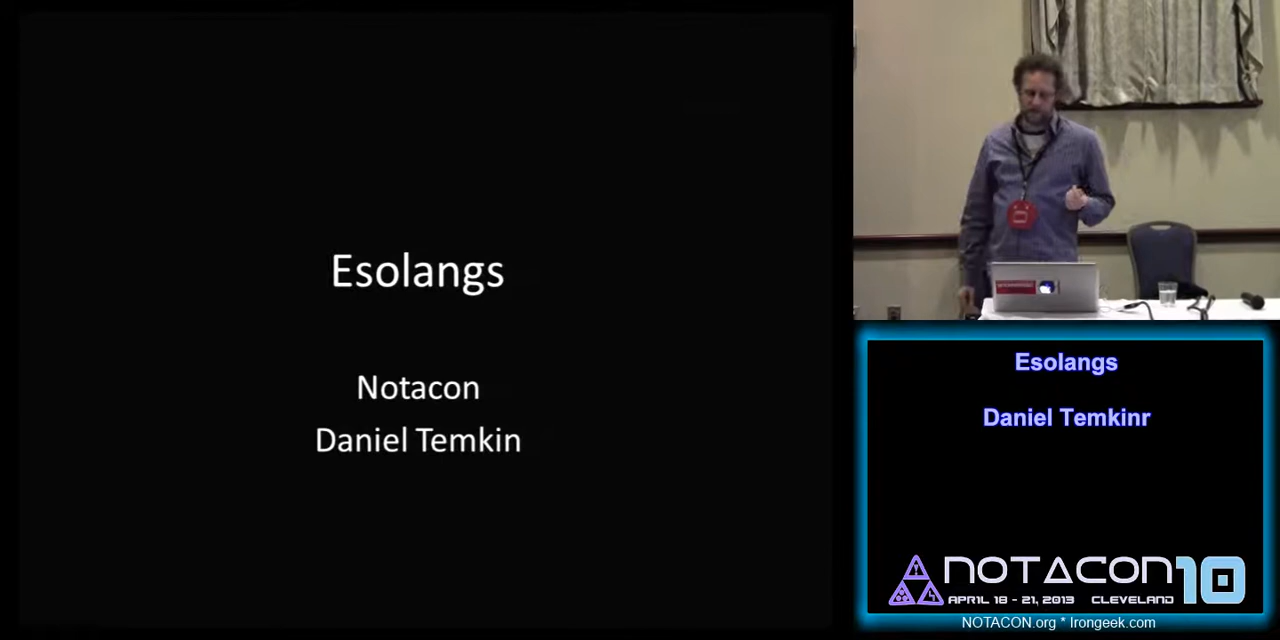 Esolangs
Notacon
Daniel Temkin
Esolangs
Daniel Temkinr
NOTACON10
APRIL 18 - 21, 2013 CLEVELAND
NOTACON.org * Irongeek.com